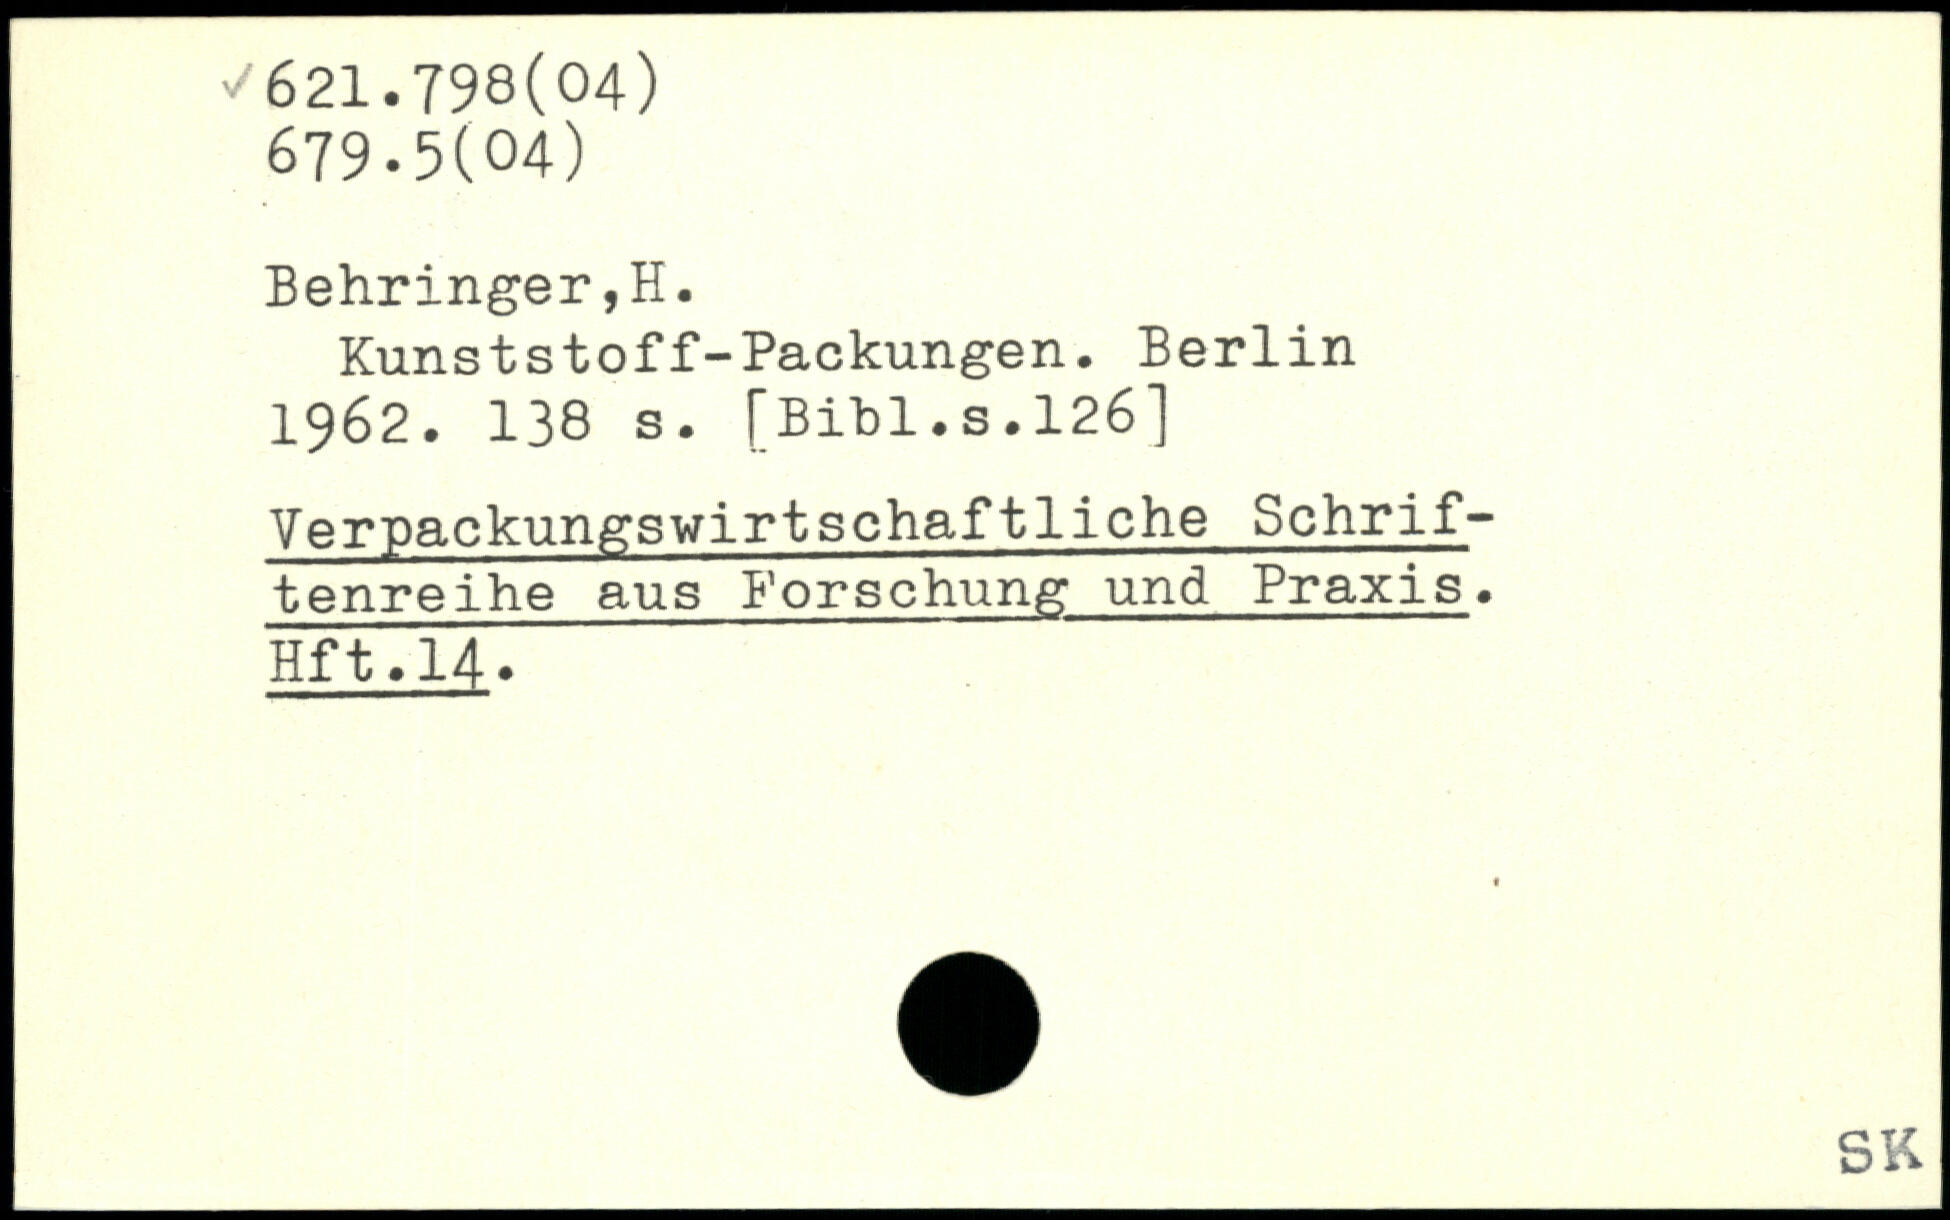 ✓621.798(04)
679.5(04)
Behringer,H.
Kunststoff-Packungen. Berlin
1962. 138 s. [Bibl.s.126]
Verpackungswirtschaftliche Schrif-
tenreihe aus Forschung und Praxis.
Hft.14.
SK